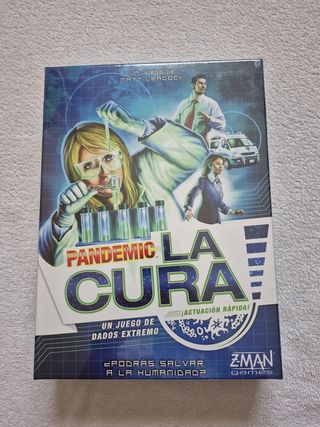 UN JUEGO DE
MATT LEACOCK
PANDEMIC
LA
CURA
¡ACTUACIÓN RÁPIDA!
UN JUEGO DE
DADOS EXTREMO
¿PODRÁS SALVAR
A LA HUMANIDAD?
Z-MAN
games